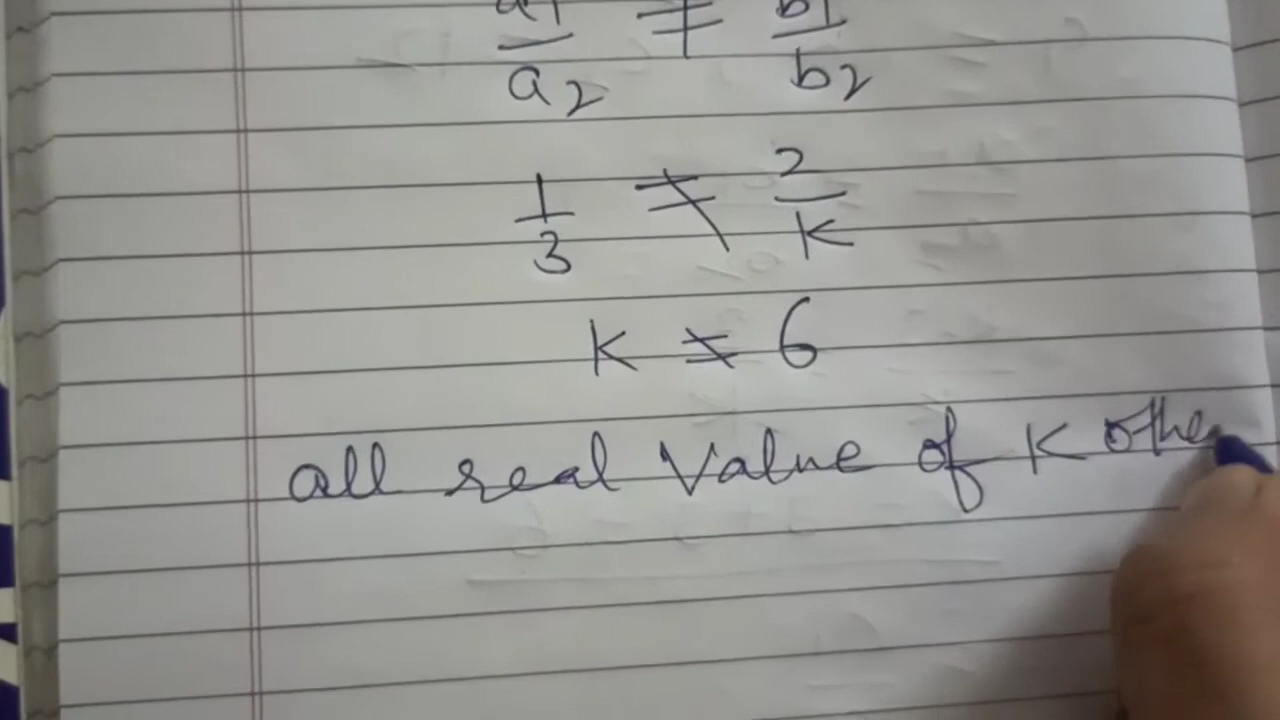 a1/a2 ≠ b1/b2
1/3 ≠ 2/K
K ≠ 6
all real Value of K othe